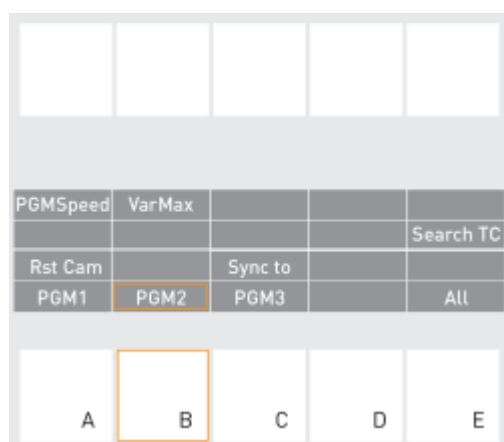 PGMSpeed VarMax
Search TC
Rst Cam Sync to
PGM1 PGM2 PGM3 All
A B C D E